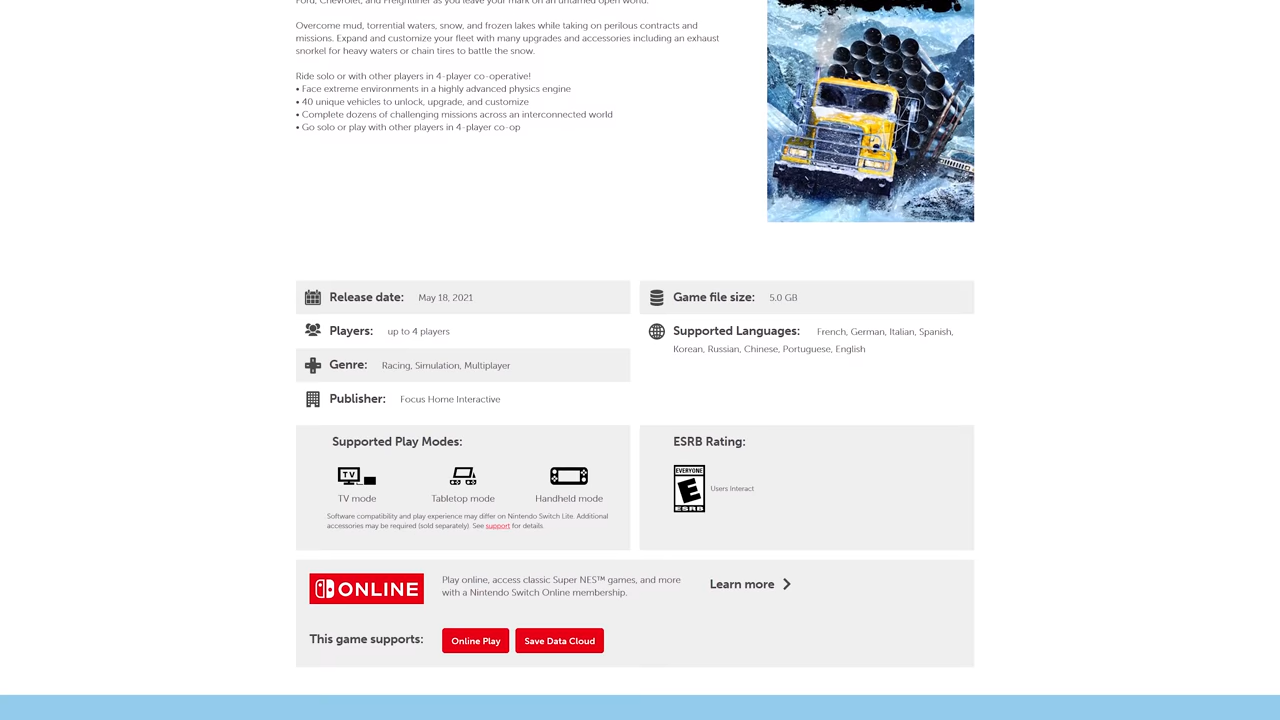 Ford, Chevrolet, and Freightliner as you leave your mark on an untamed open world.
Overcome mud, torrential waters, snow, and frozen lakes while taking on perilous contracts and
missions. Expand and customize your fleet with many upgrades and accessories including an exhaust
snorkel for heavy waters or chain tires to battle the snow.
Ride solo or with other players in 4-player co-operative!
• Face extreme environments in a highly advanced physics engine
• 40 unique vehicles to unlock, upgrade, and customize
• Complete dozens of challenging missions across an interconnected world
• Go solo or play with other players in 4-player co-op
Release date: May 18, 2021
Players: up to 4 players
Genre: Racing, Simulation, Multiplayer
Publisher: Focus Home Interactive
Game file size: 5.0 GB
Supported Languages: French, German, Italian, Spanish,
Korean, Russian, Chinese, Portuguese, English
Supported Play Modes:
TV
TV mode
Tabletop mode
Handheld mode
Software compatibility and play experience may differ on Nintendo Switch Lite. Additional
accessories may be required (sold separately). See support for details.
ESRB Rating:
EVERYONE
E
ESRB
Users Interact
ONLINE
Play online, access classic Super NES™ games, and more
with a Nintendo Switch Online membership.
Learn more
This game supports:
Online Play
Save Data Cloud